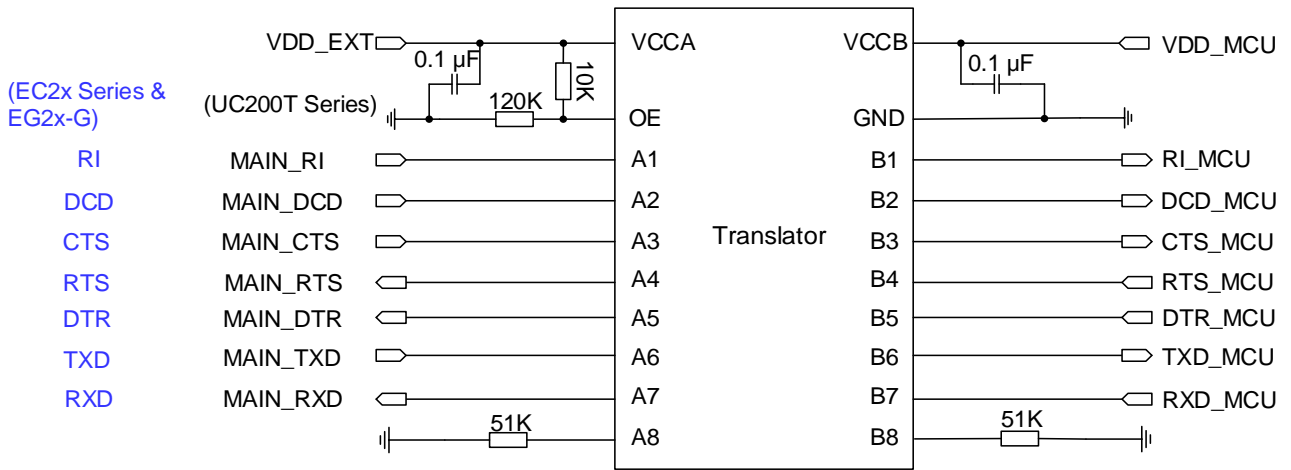 VDD_EXT VCCA VCCB VDD_MCU
0.1 µF 10K 0.1 µF
(EC2x Series &
EG2x-G)
(UC200T Series) 120K OE GND
RI MAIN_RI A1 B1 RI_MCU
DCD MAIN_DCD A2 B2 DCD_MCU
CTS MAIN_CTS A3 Translator B3 CTS_MCU
RTS MAIN_RTS A4 B4 RTS_MCU
DTR MAIN_DTR A5 B5 DTR_MCU
TXD MAIN_TXD A6 B6 TXD_MCU
RXD MAIN_RXD A7 B7 RXD_MCU
51K A8 B8 51K